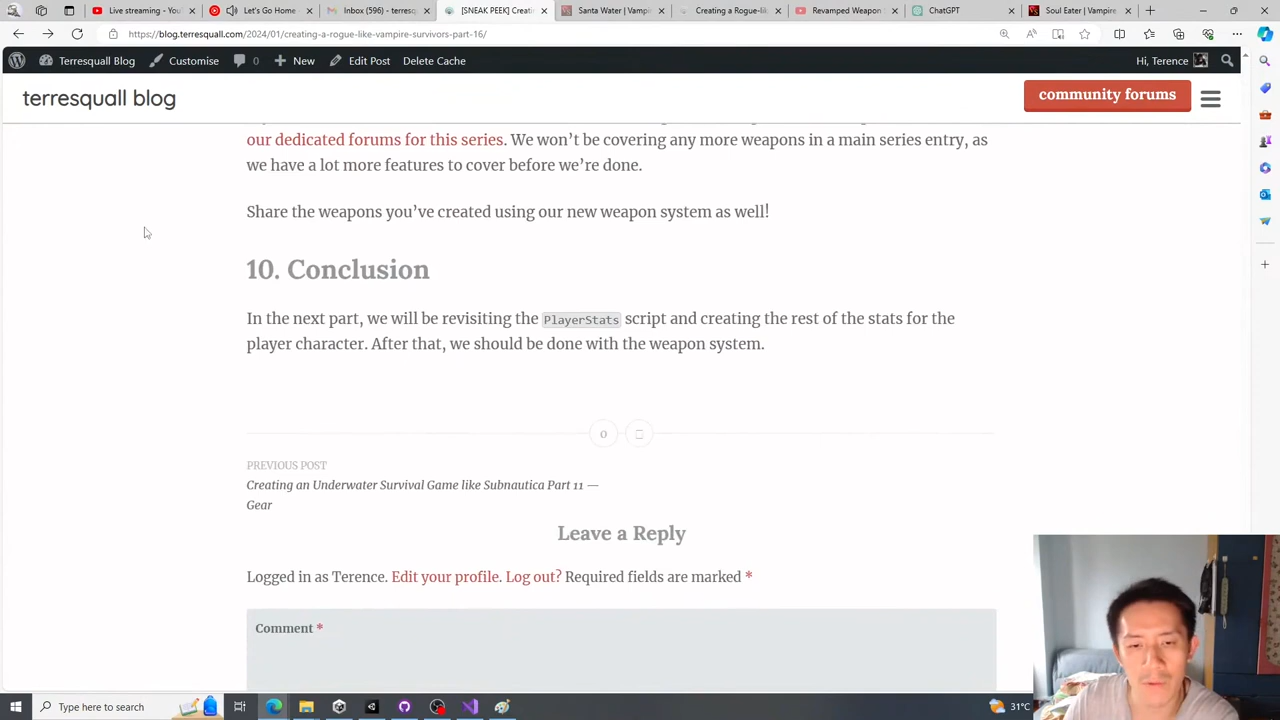 Live streaming - You
Let's Go Home
Inbox (596) - terresq
[SNEAK PEEK] Creati
Santa Water | Vampire
Creating a Rogue-lik
Revamped Weapon S
ChatGPT
Soul Eater | Vampire
https://blog.terresquall.com/2024/01/creating-a-rogue-like-vampire-survivors-part-16/
Terresquall Blog
Customise
0
New
Edit Post
Delete Cache
Hi, Terence
terresquall blog
community forums
our dedicated forums for this series. We won't be covering any more weapons in a main series entry, as
we have a lot more features to cover before we're done.
Share the weapons you've created using our new weapon system as well!
10. Conclusion
In the next part, we will be revisiting the PlayerStats script and creating the rest of the stats for the
player character. After that, we should be done with the weapon system.
0
PREVIOUS POST
Creating an Underwater Survival Game like Subnautica Part 11 —
Gear
Leave a Reply
Logged in as Terence. Edit your profile. Log out? Required fields are marked *
Comment *
Type here to search
31°C